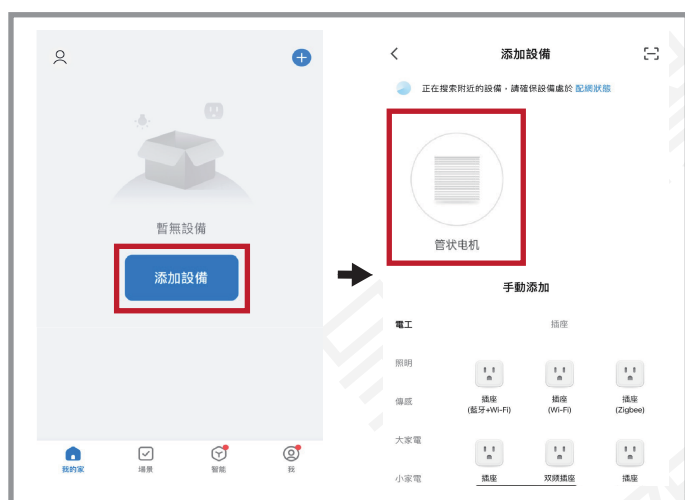 暫無設備
添加設備
我的家
場景
智能
我
添加設備
正在搜索附近的設備，請確保設備處於 配網狀態
管状电机
手動添加
電工
插座
照明
插座
(藍牙+Wi-Fi)
插座
(Wi-Fi)
插座
(Zigbee)
傳感
大家電
小家電
插座
双頻插座
插座